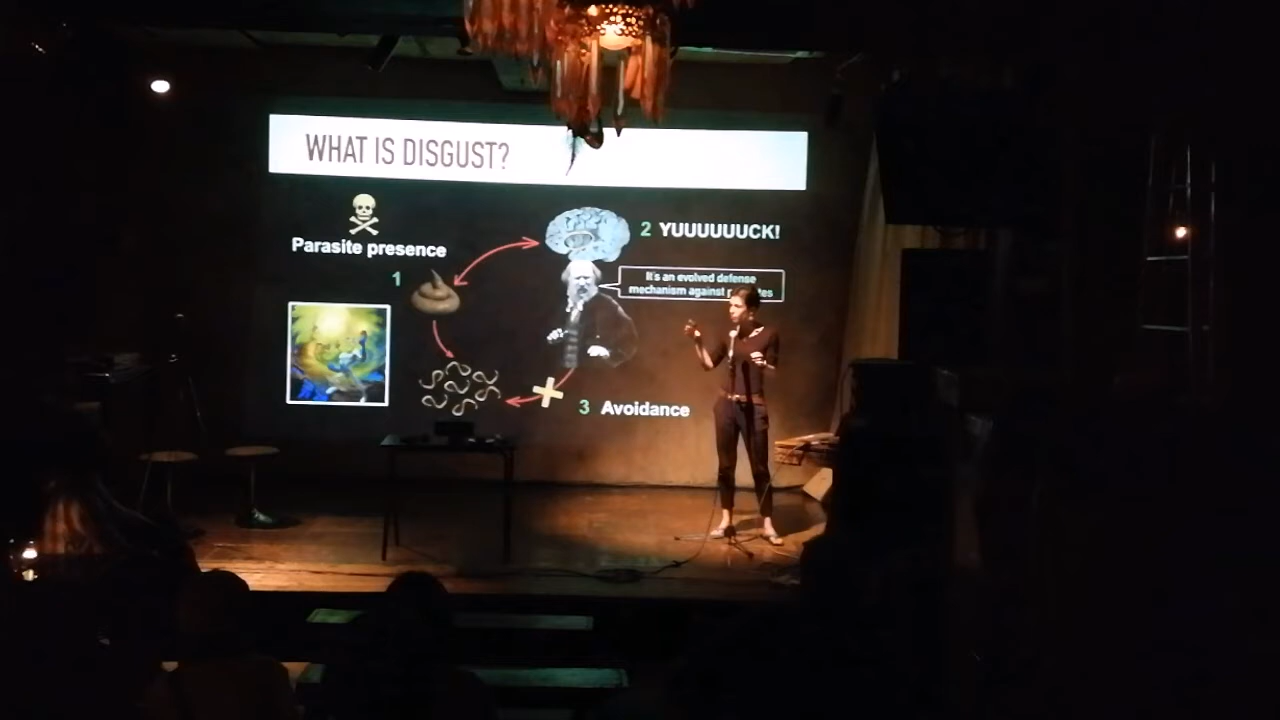 WHAT IS DISGUST?
Parasite presence
1
2 YUUUUUUCK!
It's an evolved defense
mechanism against
3 Avoidance